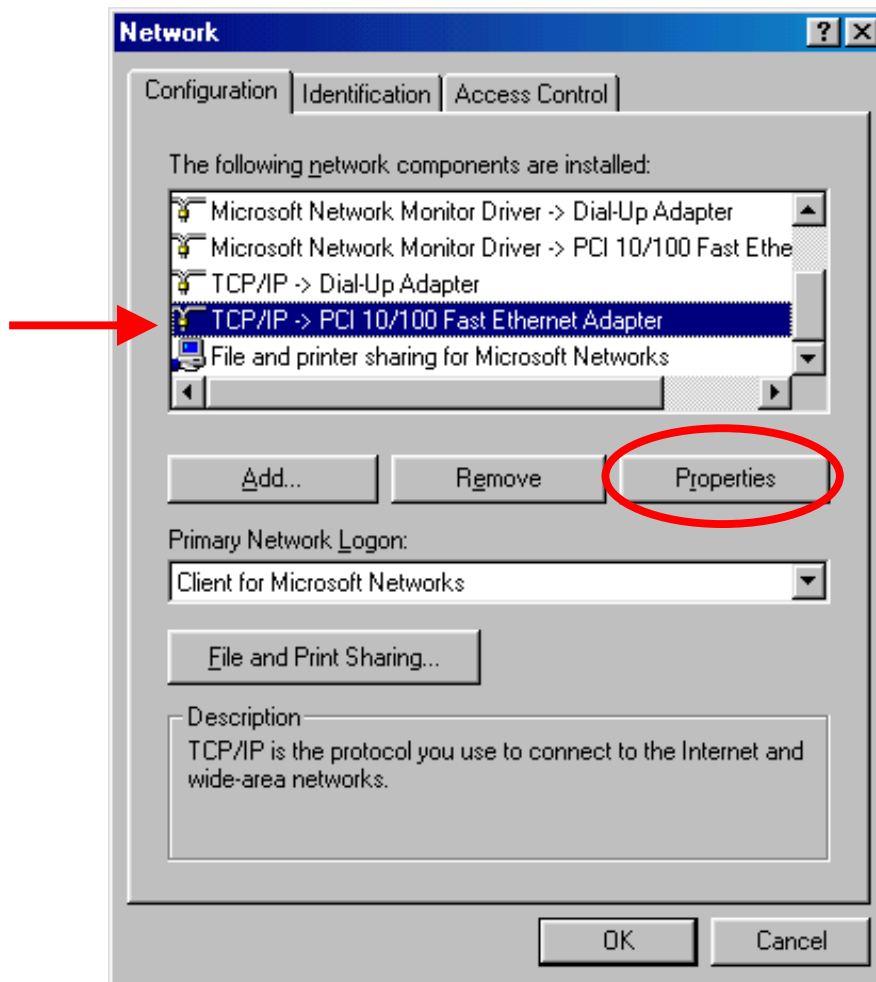 Network
Configuration Identification Access Control
The following network components are installed:
Microsoft Network Monitor Driver -> Dial-Up Adapter
Microsoft Network Monitor Driver -> PCI 10/100 Fast Ethe
TCP/IP -> Dial-Up Adapter
TCP/IP -> PCI 10/100 Fast Ethernet Adapter
File and printer sharing for Microsoft Networks
Add... Remove Properties
Primary Network Logon:
Client for Microsoft Networks
File and Print Sharing...
Description
TCP/IP is the protocol you use to connect to the Internet and
wide-area networks.
OK Cancel